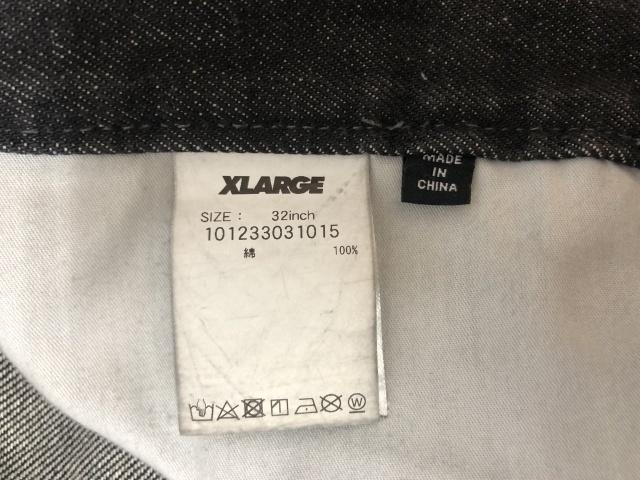 XLARGE
SIZE : 32inch
101233031015
綿 100%
MADE
IN
CHINA